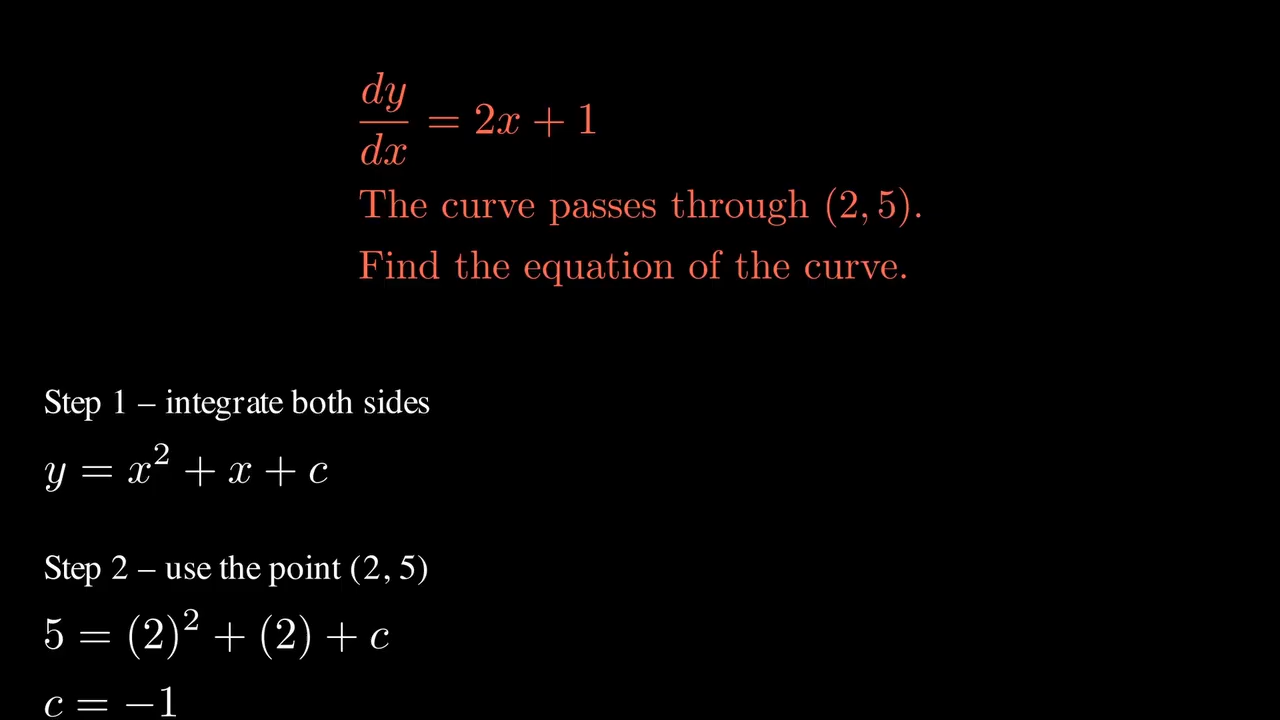 dy/dx = 2x + 1
The curve passes through (2, 5).
Find the equation of the curve.
Step 1 – integrate both sides
y = x² + x + c
Step 2 – use the point (2, 5)
5 = (2)² + (2) + c
c = −1